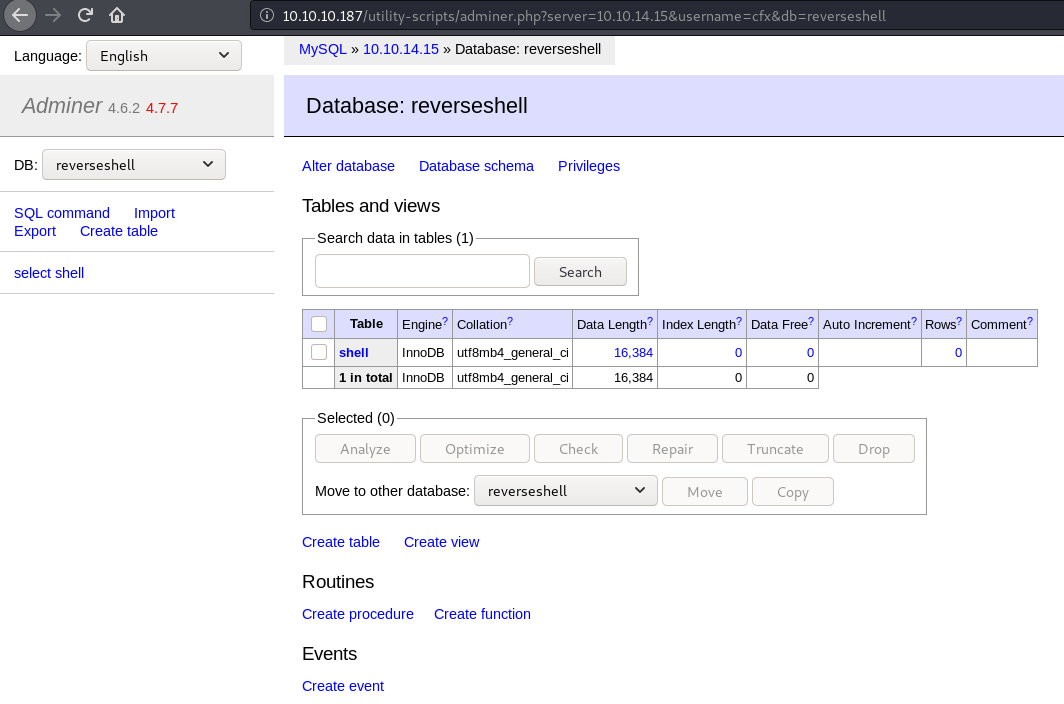 10.10.10.187/utility-scripts/adminer.php?server=10.10.14.15&username=cfx&db=reverseshell
Language: English
MySQL » 10.10.14.15 » Database: reverseshell
Adminer 4.6.2 4.7.7
Database: reverseshell
DB: reverseshell
SQL command Import
Export Create table
select shell
Alter database Database schema Privileges
Tables and views
Search data in tables (1)
Search
Table Engine? Collation? Data Length? Index Length? Data Free? Auto Increment? Rows? Comment?
shell InnoDB utf8mb4_general_ci 16,384 0 0 0
1 in total InnoDB utf8mb4_general_ci 16,384 0 0
Selected (0)
Analyze Optimize Check Repair Truncate Drop
Move to other database: reverseshell Move Copy
Create table Create view
Routines
Create procedure Create function
Events
Create event